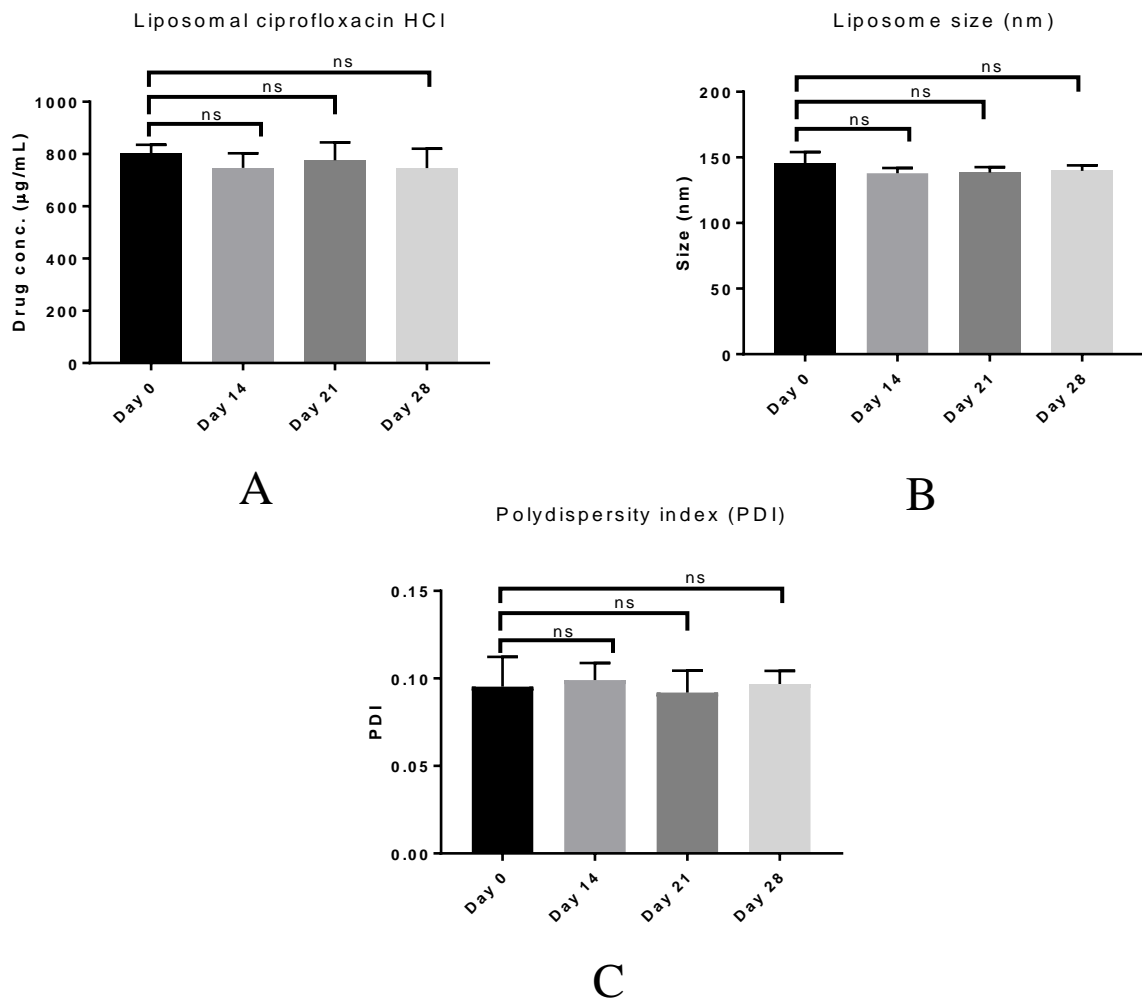 Liposomal ciprofloxacin HCl
ns
ns
ns
1000
800
600
400
200
0
Drug conc. (µg/mL)
Day 0
Day 14
Day 21
Day 28
A
Liposome size (nm)
ns
ns
ns
200
150
100
50
0
Size (nm)
Day 0
Day 14
Day 21
Day 28
B
Polydispersity index (PDI)
ns
ns
ns
0.15
0.10
0.05
0.00
PDI
Day 0
Day 14
Day 21
Day 28
C